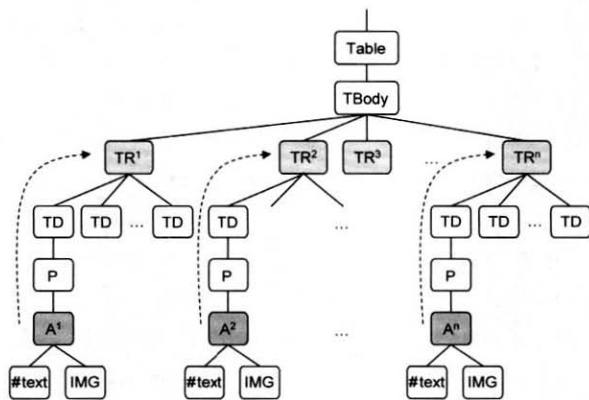 Table
TBody
TR¹ TR² TR³ ... TRⁿ
TD TD ... TD TD ... TD TD ... TD
P P P
A¹ A² ... Aⁿ
#text IMG #text IMG #text IMG